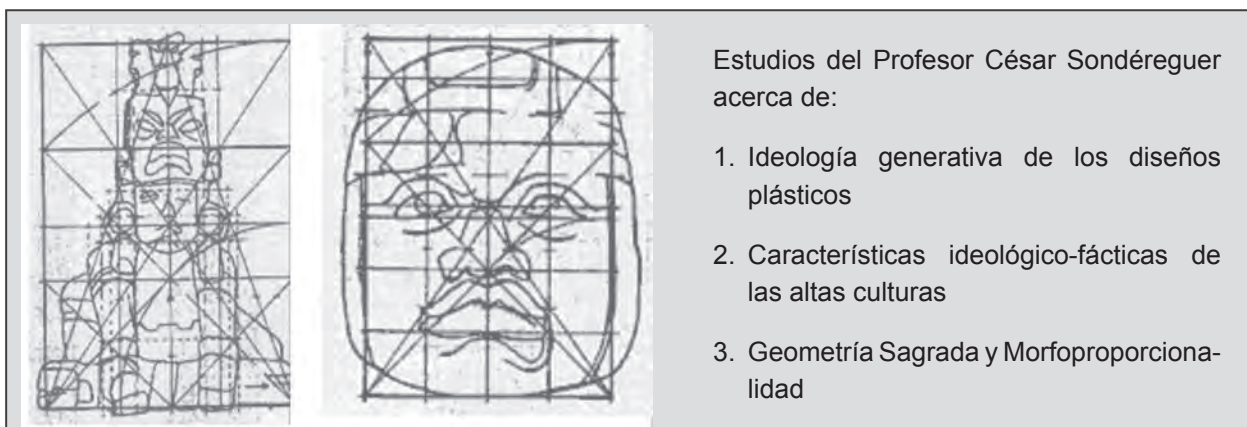 Estudios del Profesor César Sondéreguer
acerca de:
1. Ideología generativa de los diseños
plásticos
2. Características ideológico-fácticas de
las altas culturas
3. Geometría Sagrada y Morfoproporciona-
lidad